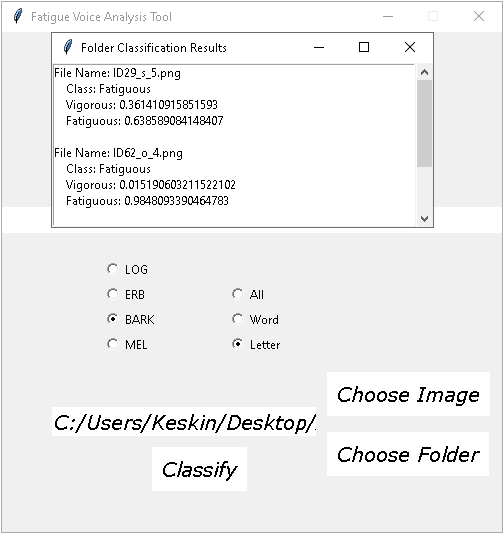 Fatigue Voice Analysis Tool
Folder Classification Results
File Name: ID29_s_5.png
Class: Fatiguous
Vigorous: 0.361410915851593
Fatiguous: 0.638589084148407
File Name: ID62_o_4.png
Class: Fatiguous
Vigorous: 0.015190603211522102
Fatiguous: 0.9848093390464783
LOG
ERB
All
BARK
Word
MEL
Letter
Choose Image
C:/Users/Keskin/Desktop/
Choose Folder
Classify